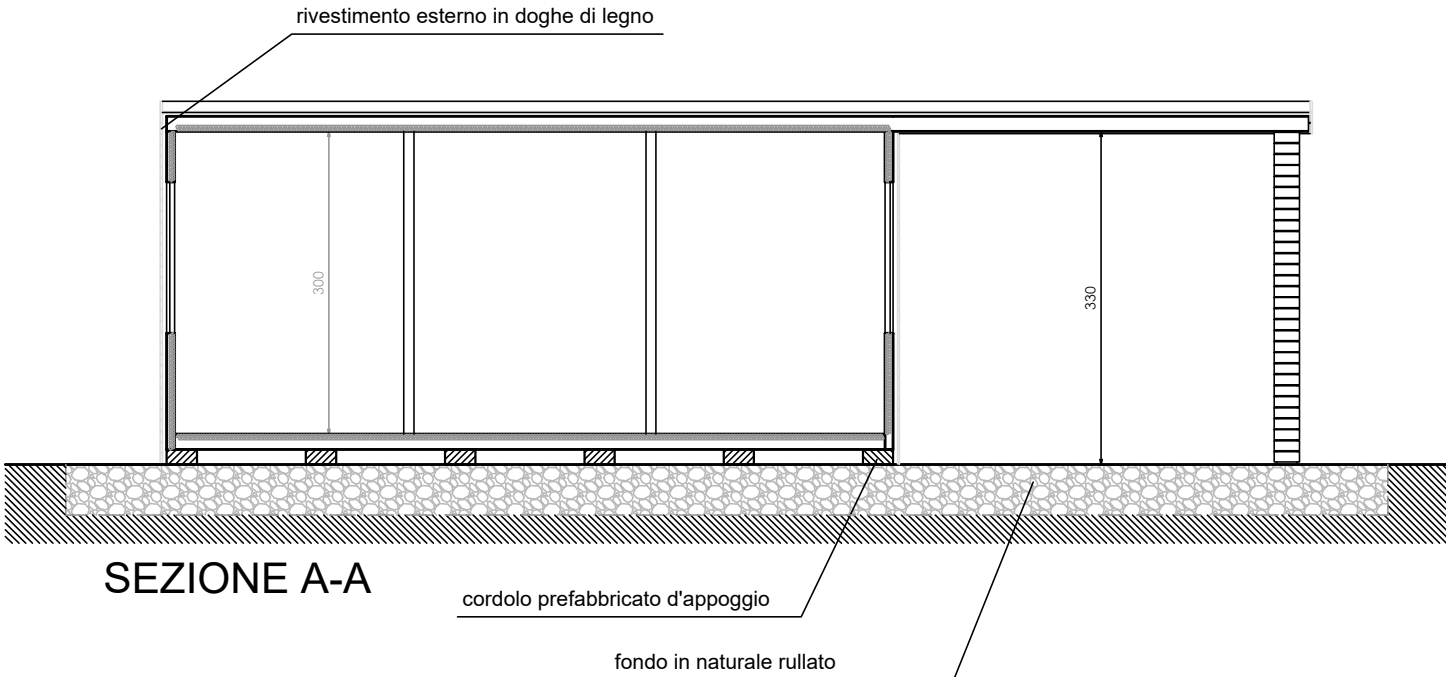 rivestimento esterno in doghe di legno
300
330
SEZIONE A-A
cordolo prefabbricato d'appoggio
fondo in naturale rullato